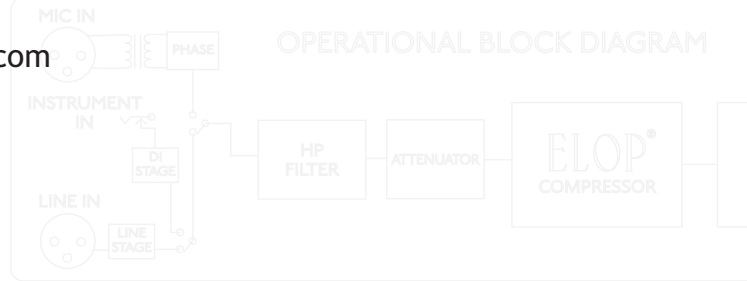 MIC IN
com
PHASE
OPERATIONAL BLOCK DIAGRAM
INSTRUMENT
IN
DI
STAGE
HP
FILTER
ATTENUATOR
ELOP®
COMPRESSOR
LINE IN
LINE
STAGE